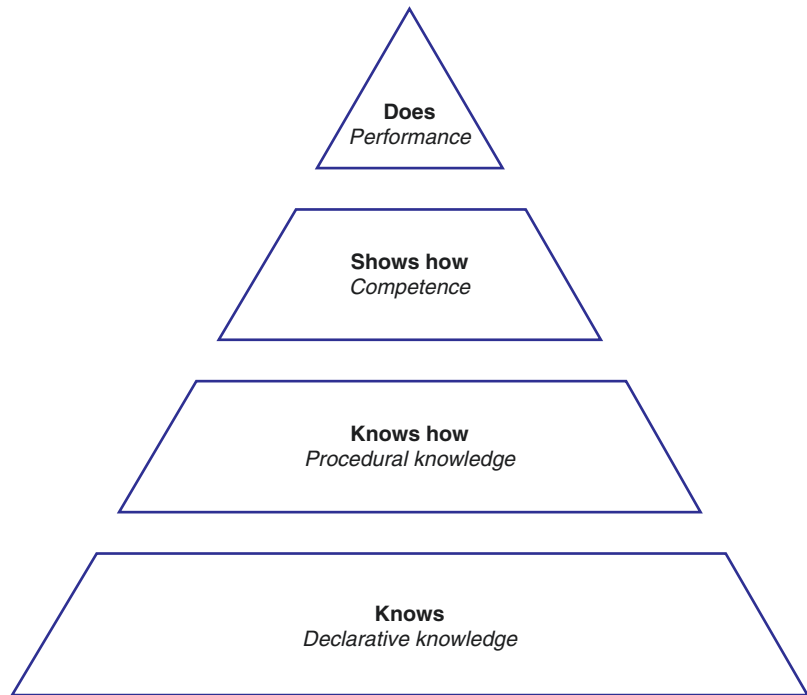 Does
Performance
Shows how
Competence
Knows how
Procedural knowledge
Knows
Declarative knowledge